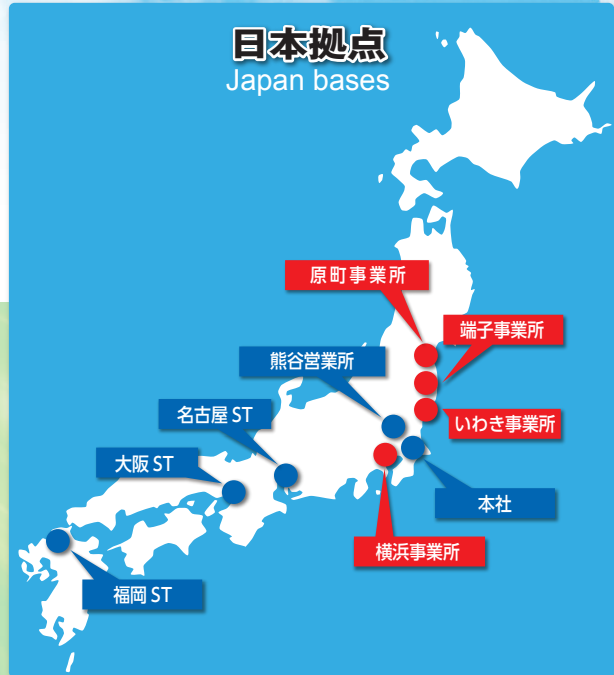 日本拠点
Japan bases
原町事業所
端子事業所
熊谷営業所
いわき事業所
名古屋 ST
大阪 ST
本社
横浜事業所
福岡 ST